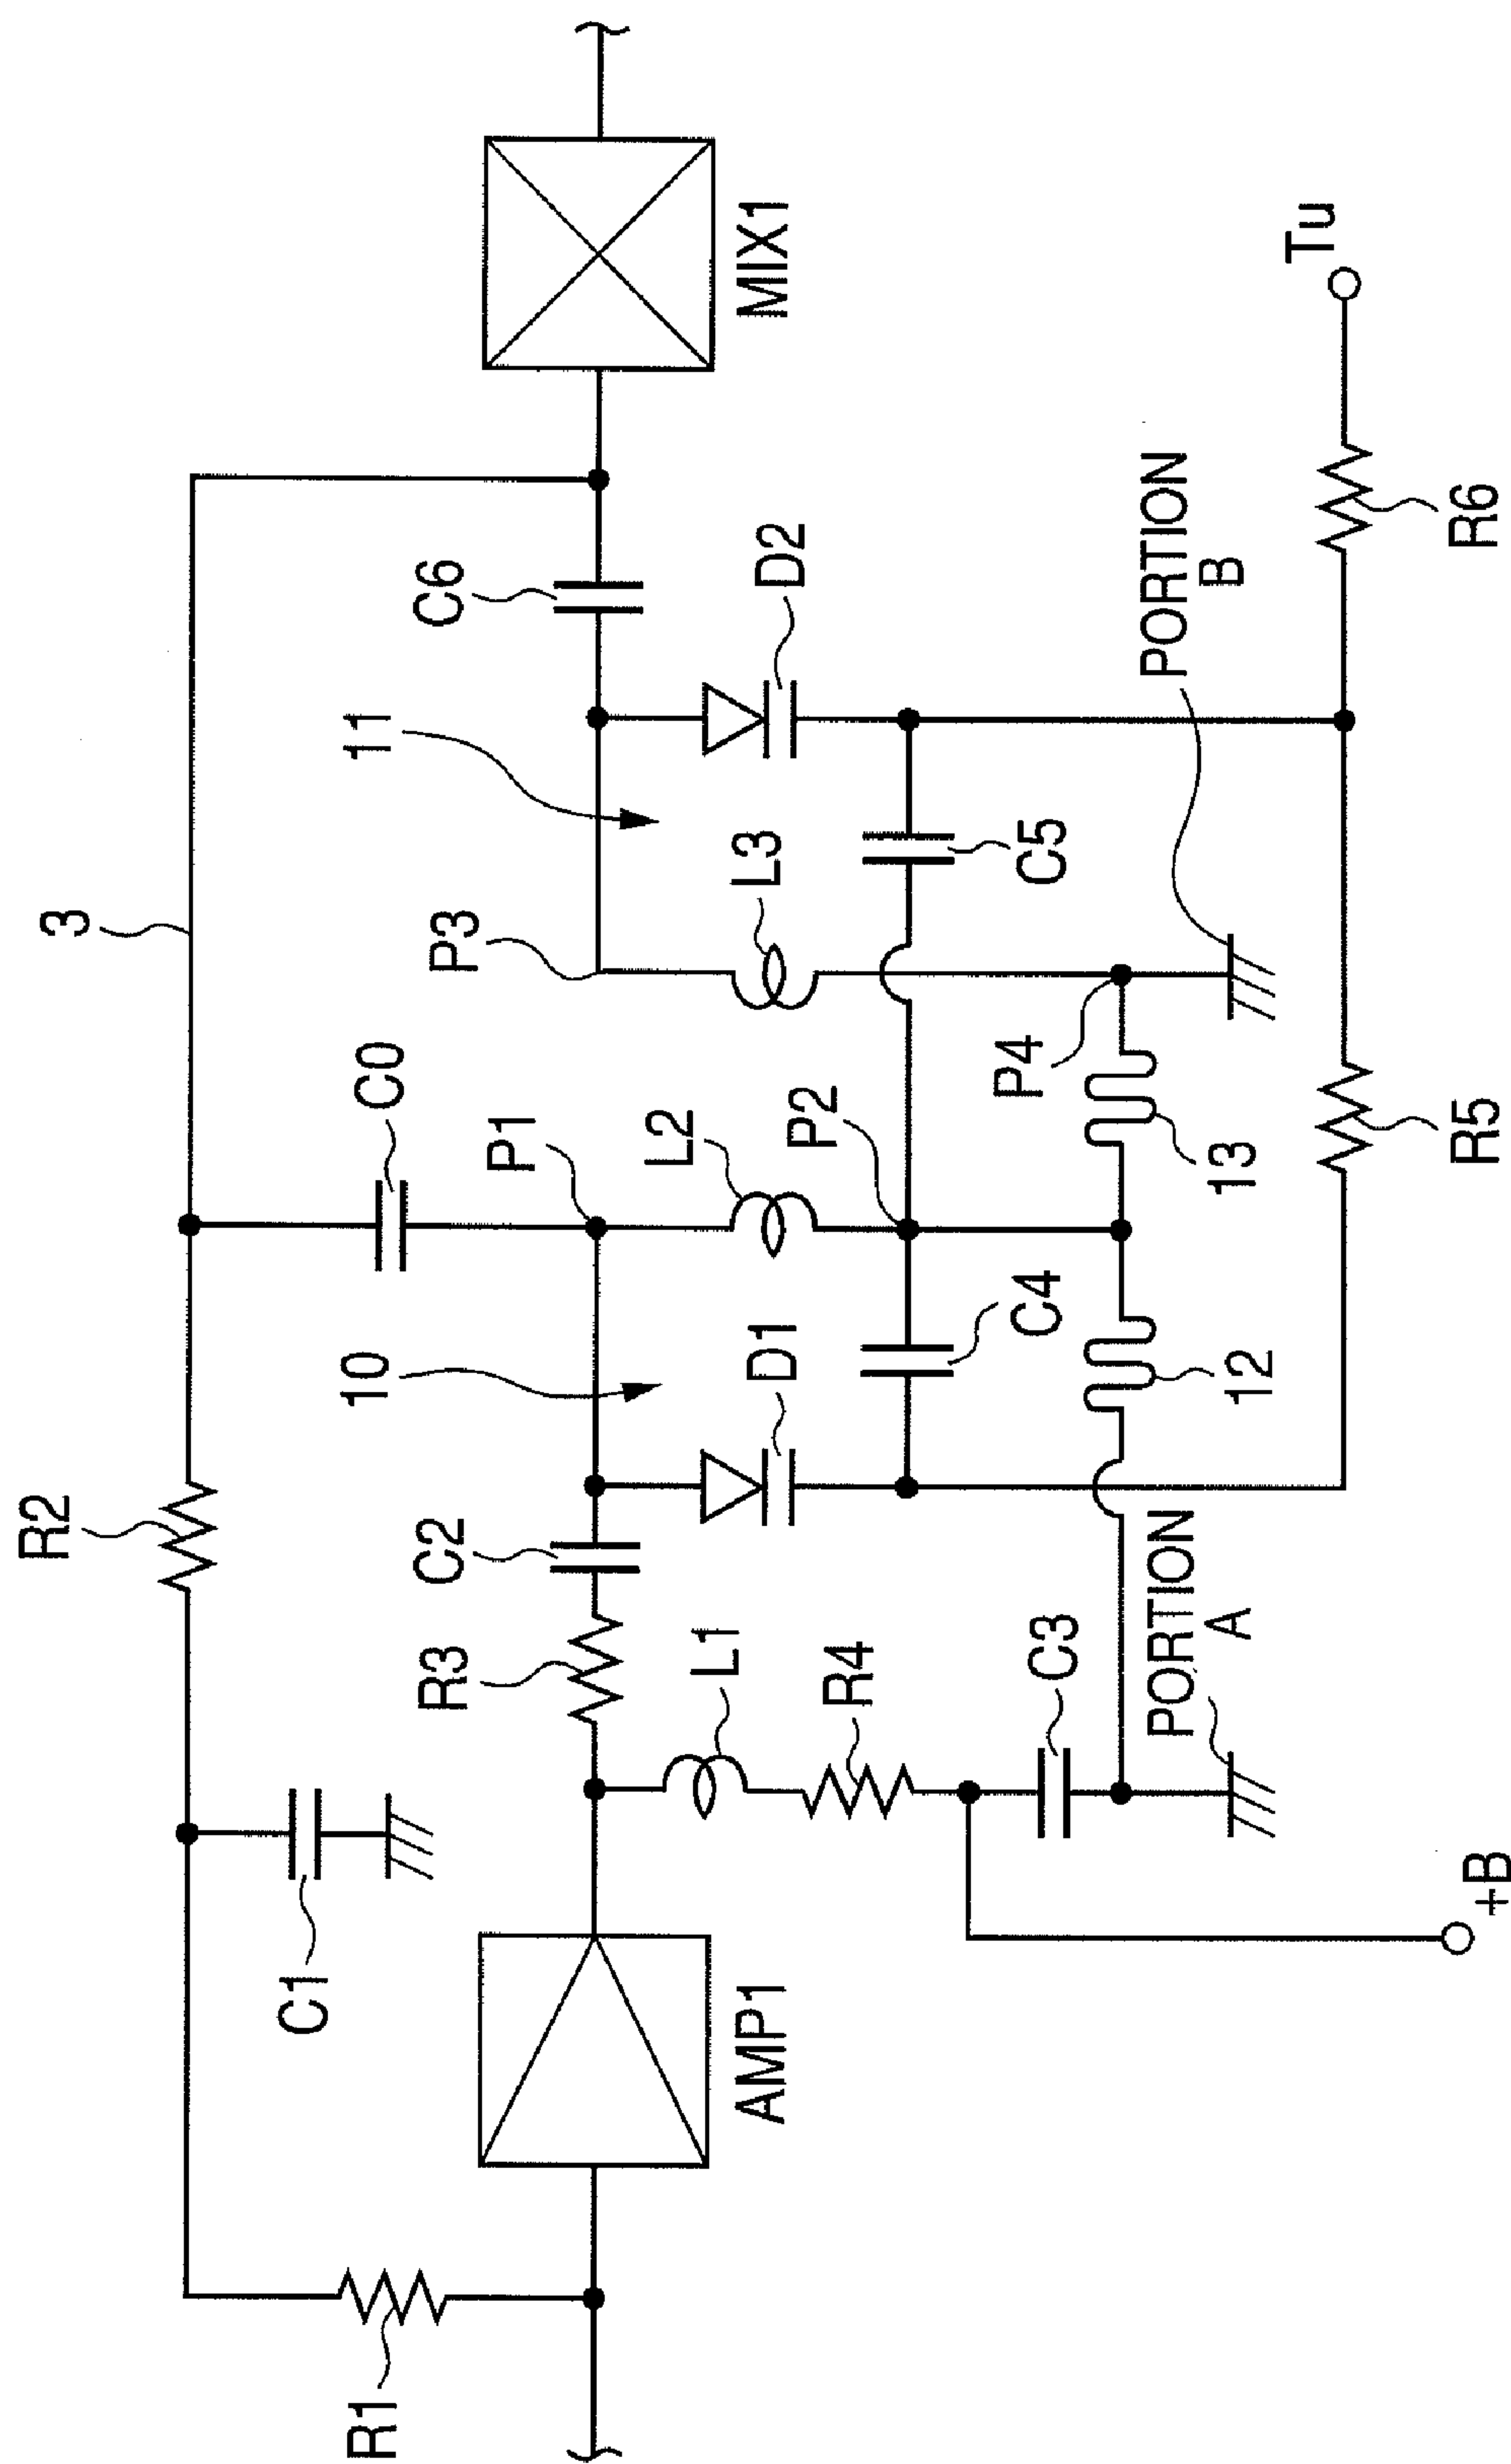 3
R2
C0
C1
R1
11
10
C6
P3
P1
C2
R3
MIX1
D2
L3
L2
D1
L1
AMP1
P2
R4
C5
C4
C3
P4
PORTION
B
PORTION
A
13
12
Tu
R6
R5
+B